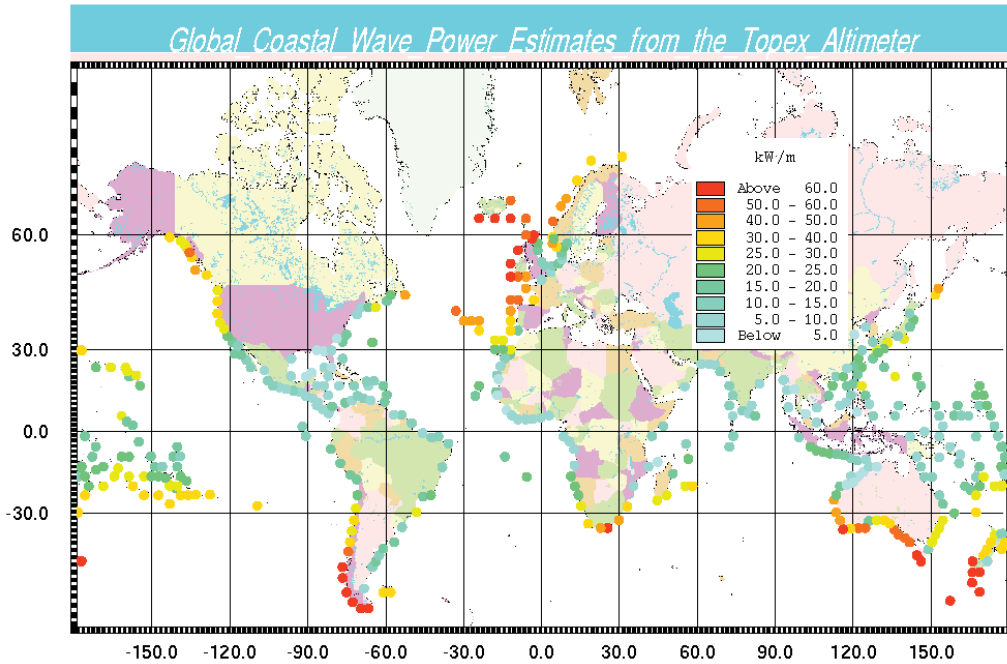 Global Coastal Wave Power Estimates from the Topex Altimeter
kW/m
Above 60.0
50.0 - 60.0
40.0 - 50.0
30.0 - 40.0
25.0 - 30.0
20.0 - 25.0
15.0 - 20.0
10.0 - 15.0
5.0 - 10.0
Below 5.0
60.0
30.0
0.0
-30.0
-150.0 -120.0 -90.0 -60.0 -30.0 0.0 30.0 60.0 90.0 120.0 150.0